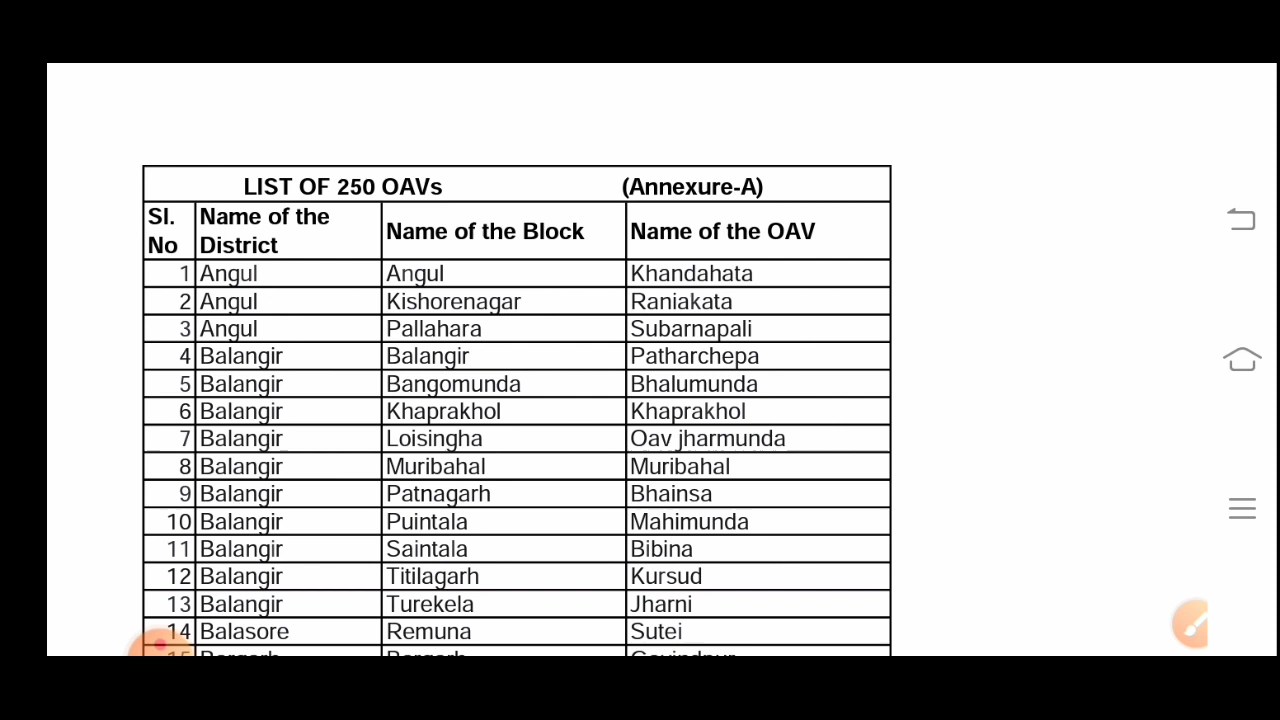 LIST OF 250 OAVs (Annexure-A)
Sl. No Name of the District Name of the Block Name of the OAV
1 Angul Angul Khandahata
2 Angul Kishorenagar Raniakata
3 Angul Pallahara Subarnapali
4 Balangir Balangir Patharchepa
5 Balangir Bangomunda Bhalumunda
6 Balangir Khaprakhol Khaprakhol
7 Balangir Loisingha Oav jharmunda
8 Balangir Muribahal Muribahal
9 Balangir Patnagarh Bhainsa
10 Balangir Puintala Mahimunda
11 Balangir Saintala Bibina
12 Balangir Titilagarh Kursud
13 Balangir Turekela Jharni
14 Balasore Remuna Sutei